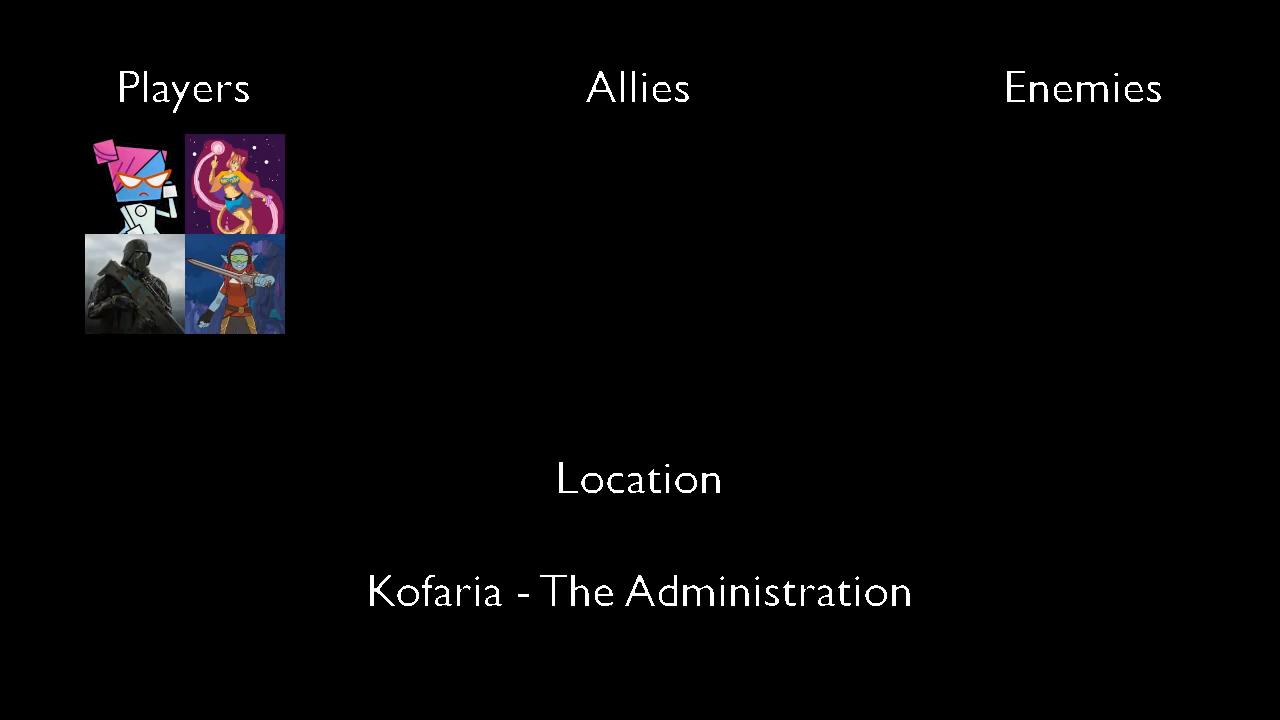 Players
Allies
Enemies
Location
Kofaria - The Administration